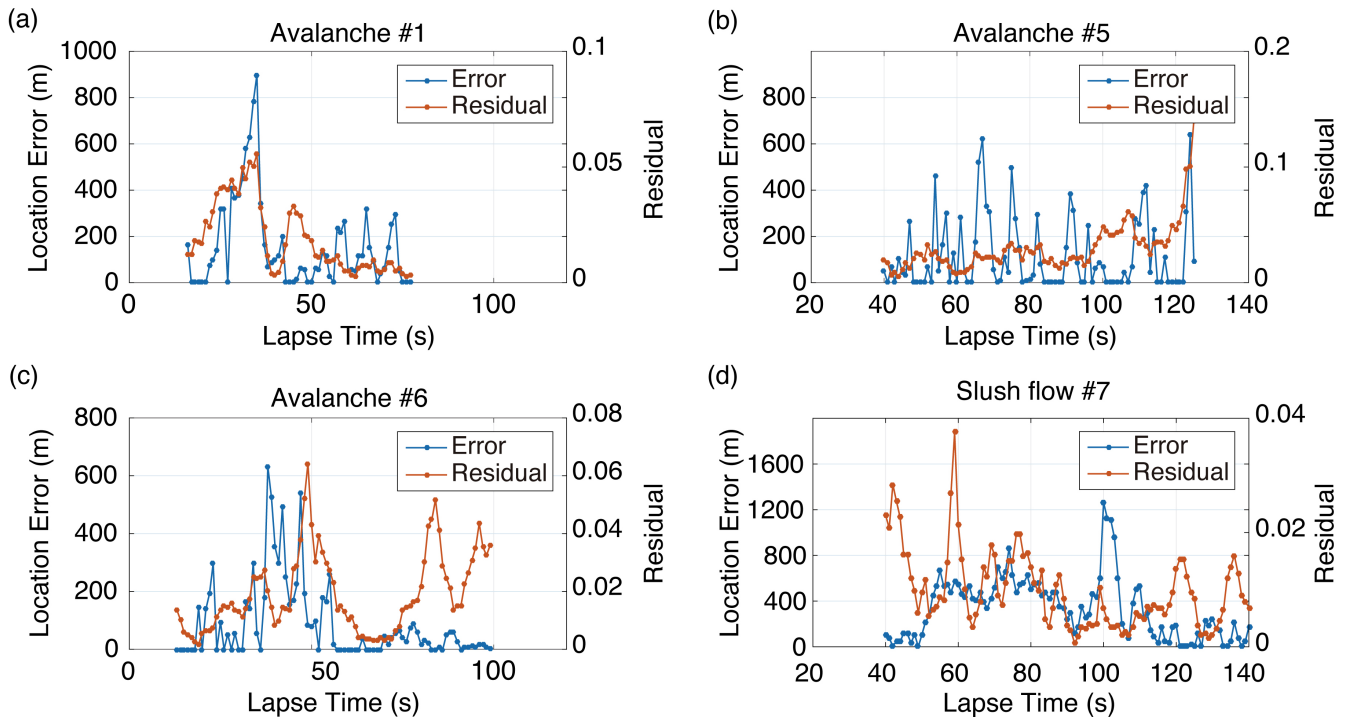 (a)
Avalanche #1
1000
800
600
400
200
0
0.1
0.05
0
Location Error (m)
Residual
Error
Residual
0
50
100
Lapse Time (s)
(b)
Avalanche #5
800
600
400
200
0
0.2
0.1
0
Location Error (m)
Residual
Error
Residual
20
40
60
80
100
120
140
Lapse Time (s)
(c)
Avalanche #6
800
600
400
200
0
0.08
0.06
0.04
0.02
0
Location Error (m)
Residual
Error
Residual
0
50
100
Lapse Time (s)
(d)
Slush flow #7
1600
1200
800
400
0
0.04
0.02
0
Location Error (m)
Residual
Error
Residual
20
40
60
80
100
120
140
Lapse Time (s)